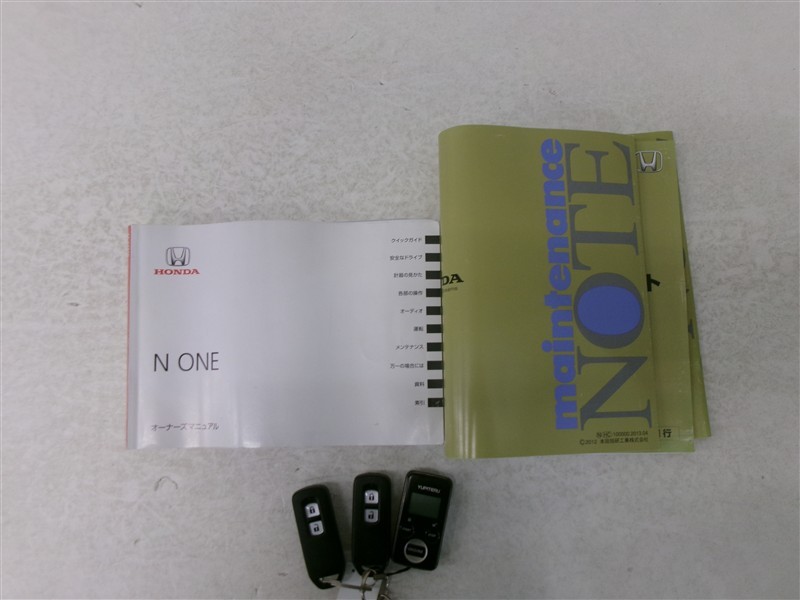 HONDA
N ONE
オーナーズマニュアル
クイックガイド
安全なドライブ
計器の見かた
各部の操作
オーディオ
運転
メンテナンス
万一の場合には
資料
索引
maintenance
NOTE
DA
ト
行
YUPITERU